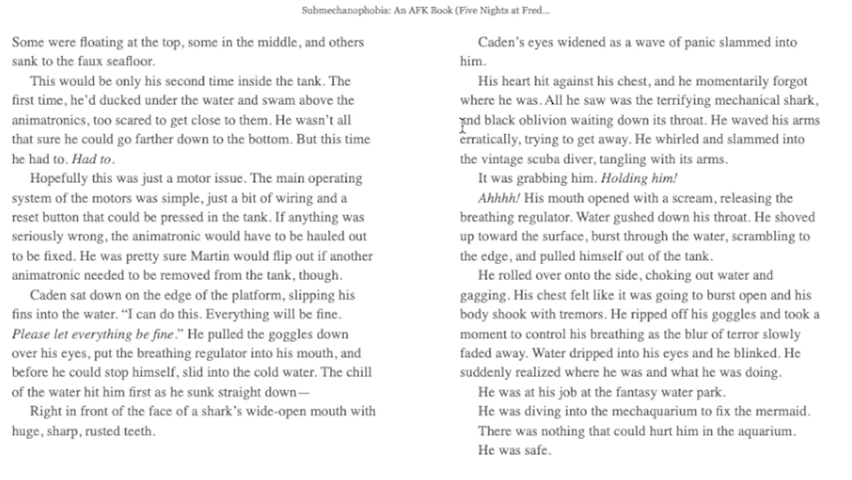 Submechanophobia: An AFK Book (Five Nights at Fred...
Some were floating at the top, some in the middle, and others
sank to the faux seafloor.
This would be only his second time inside the tank. The
first time, he’d ducked under the water and swam above the
animatronics, too scared to get close to them. He wasn’t all
that sure he could go farther down to the bottom. But this time
he had to. Had to.
Hopefully this was just a motor issue. The main operating
system of the motors was simple, just a bit of wiring and a
reset button that could be pressed in the tank. If anything was
seriously wrong, the animatronic would have to be hauled out
to be fixed. He was pretty sure Martin would flip out if another
animatronic needed to be removed from the tank, though.
Caden sat down on the edge of the platform, slipping his
fins into the water. “I can do this. Everything will be fine.
Please let everything be fine.” He pulled the goggles down
over his eyes, put the breathing regulator into his mouth, and
before he could stop himself, slid into the cold water. The chill
of the water hit him first as he sunk straight down—
Right in front of the face of a shark’s wide-open mouth with
huge, sharp, rusted teeth.
Caden’s eyes widened as a wave of panic slammed into
him.
His heart hit against his chest, and he momentarily forgot
where he was. All he saw was the terrifying mechanical shark,
and black oblivion waiting down its throat. He waved his arms
erratically, trying to get away. He whirled and slammed into
the vintage scuba diver, tangling with its arms.
It was grabbing him. Holding him!
Ahhhh! His mouth opened with a scream, releasing the
breathing regulator. Water gushed down his throat. He shoved
up toward the surface, burst through the water, scrambling to
the edge, and pulled himself out of the tank.
He rolled over onto the side, choking out water and
gagging. His chest felt like it was going to burst open and his
body shook with tremors. He ripped off his goggles and took a
moment to control his breathing as the blur of terror slowly
faded away. Water dripped into his eyes and he blinked. He
suddenly realized where he was and what he was doing.
He was at his job at the fantasy water park.
He was diving into the mechaquarium to fix the mermaid.
There was nothing that could hurt him in the aquarium.
He was safe.